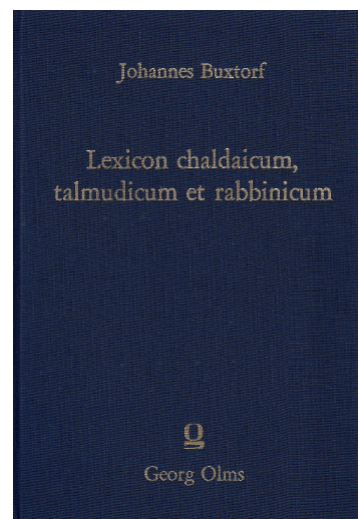 Johannes Buxtorf
Lexicon chaldaicum,
talmudicum et rabbinicum
Georg Olms